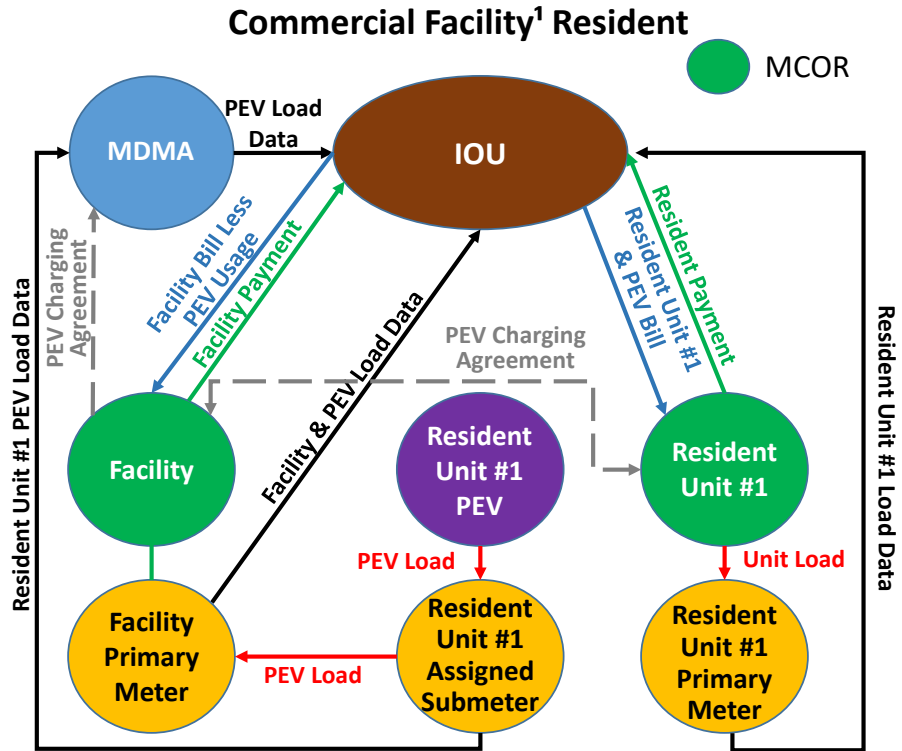 Commercial Facility¹ Resident
MCOR
MDMA
PEV Load
Data
IOU
PEV Charging
Agreement
Facility Bill Less
PEV Usage
Facility Payment
Facility & PEV Load Data
Resident Unit #1
& PEV Bill
Resident Payment
PEV Charging
Agreement
Resident Unit #1 PEV Load Data
Resident Unit #1 Load Data
Facility
Resident
Unit #1
PEV
Resident
Unit #1
PEV Load
Unit Load
Facility
Primary
Meter
PEV Load
Resident
Unit #1
Assigned
Submeter
Resident
Unit #1
Primary
Meter